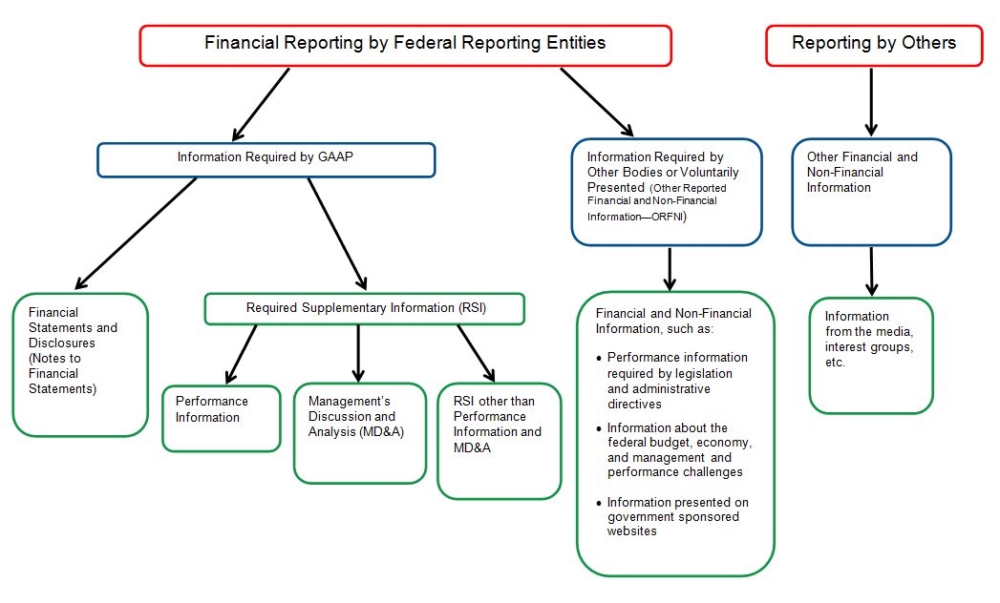 Financial Reporting by Federal Reporting Entities
Reporting by Others
Information Required by GAAP
Information Required by
Other Bodies or Voluntarily
Presented (Other Reported
Financial and Non-Financial
Information—ORFNI)
Other Financial and
Non-Financial
Information
Financial
Statements and
Disclosures
(Notes to
Financial
Statements)
Required Supplementary Information (RSI)
Performance
Information
Management's
Discussion and
Analysis (MD&A)
RSI other than
Performance
Information and
MD&A
Financial and Non-Financial
Information, such as:
• Performance information
required by legislation
and administrative
directives
• Information about the
federal budget, economy,
and management and
performance challenges
• Information presented on
government sponsored
websites
Information
from the media,
interest groups,
etc.